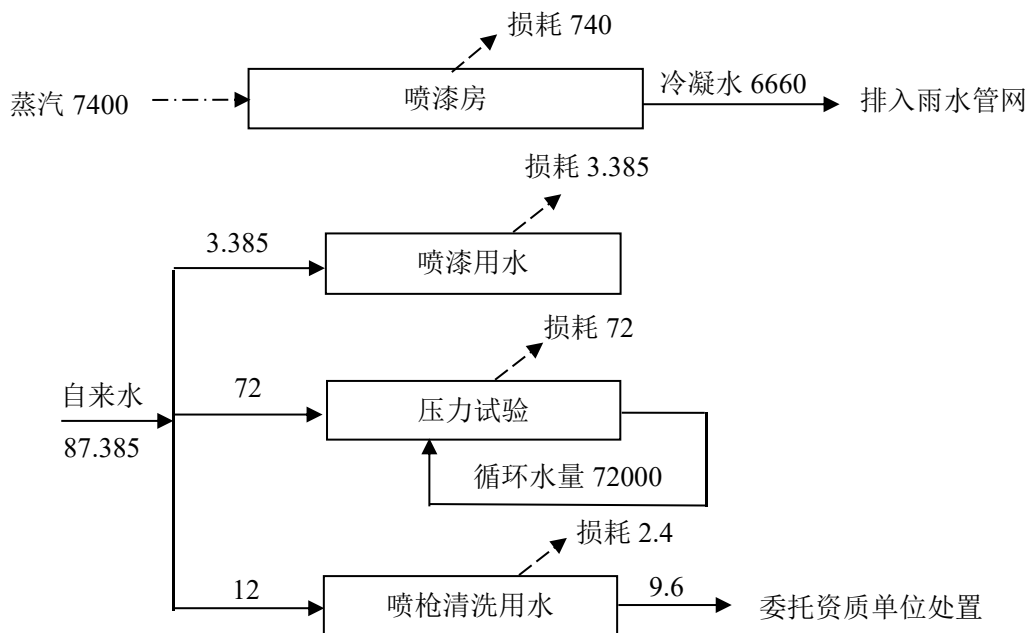 损耗 740
蒸汽 7400
喷漆房
冷凝水 6660
排入雨水管网
损耗 3.385
3.385
喷漆用水
损耗 72
自来水
87.385
72
压力试验
循环水量 72000
损耗 2.4
12
喷枪清洗用水
9.6
委托资质单位处置